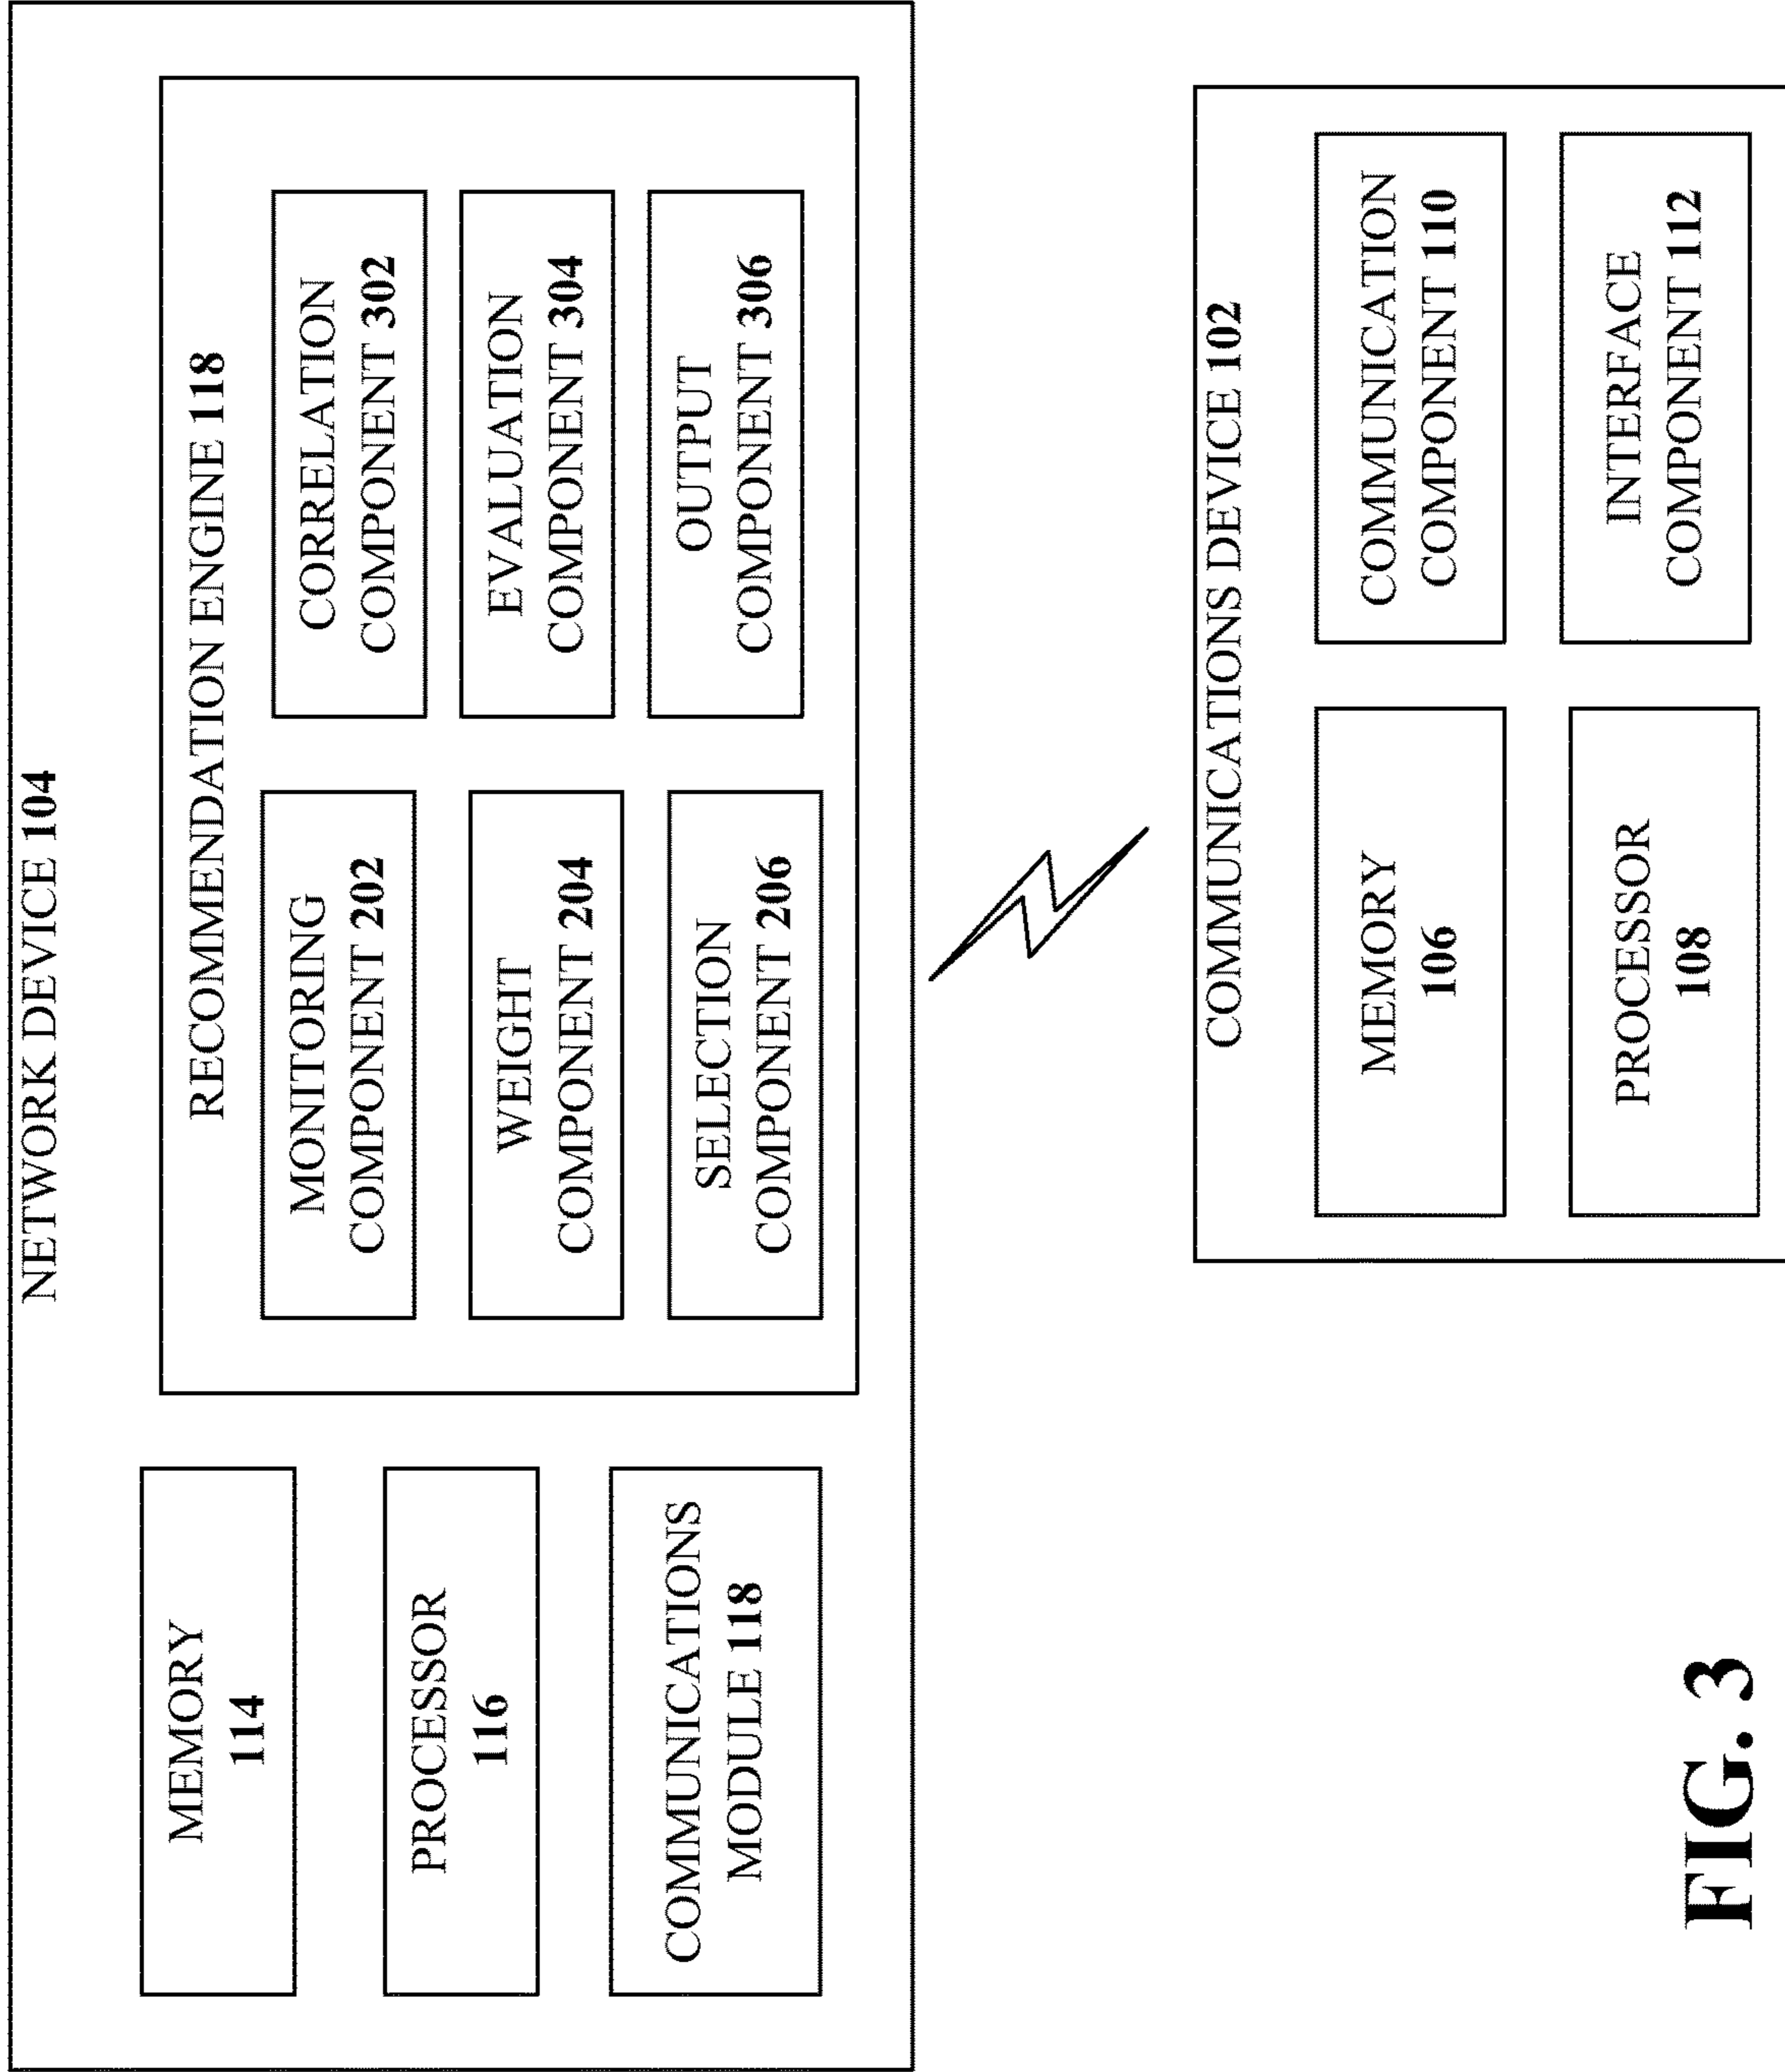 NETWORK DEVICE 104
MEMORY
114
PROCESSOR
116
COMMUNICATIONS
MODULE 118
RECOMMENDATION ENGINE 118
MONITORING
COMPONENT 202
WEIGHT
COMPONENT 204
SELECTION
COMPONENT 206
CORRELATION
COMPONENT 302
EVALUATION
COMPONENT 304
OUTPUT
COMPONENT 306
COMMUNICATIONS DEVICE 102
MEMORY
106
PROCESSOR
108
COMMUNICATION
COMPONENT 110
INTERFACE
COMPONENT 112
FIG. 3